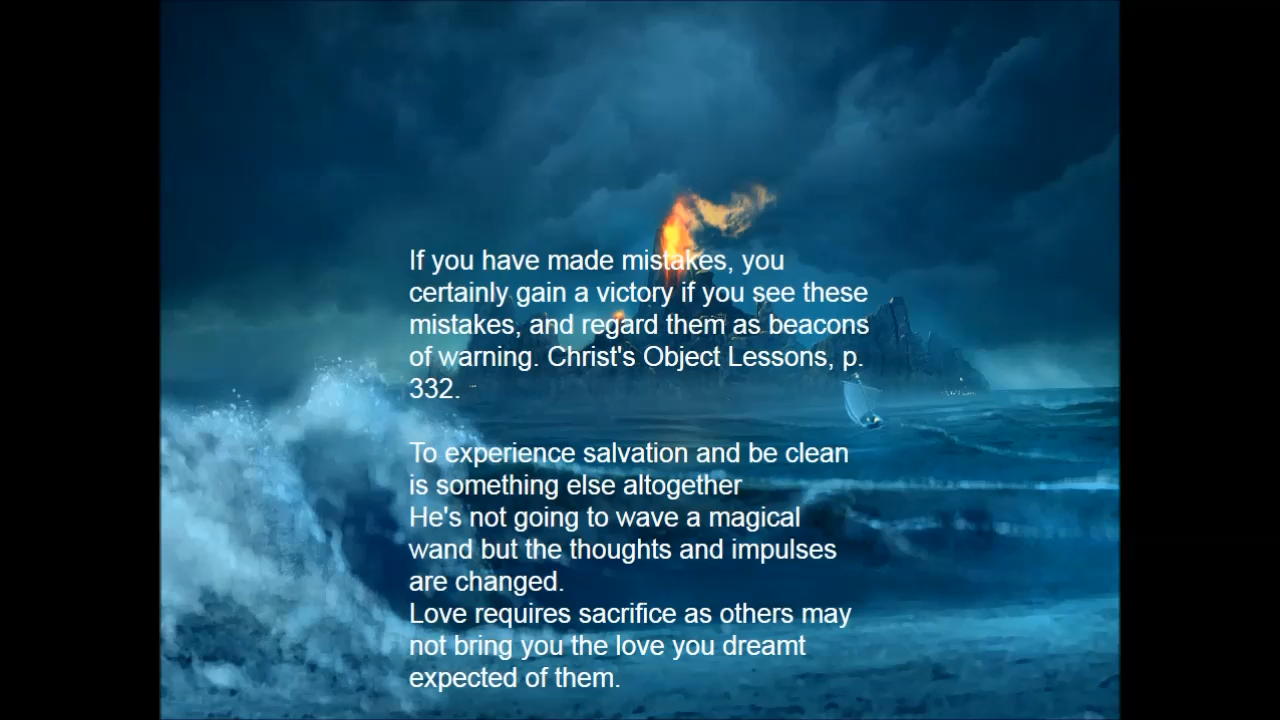 If you have made mistakes, you
certainly gain a victory if you see these
mistakes, and regard them as beacons
of warning. Christ's Object Lessons, p.
332.
To experience salvation and be clean
is something else altogether
He's not going to wave a magical
wand but the thoughts and impulses
are changed.
Love requires sacrifice as others may
not bring you the love you dreamt
expected of them.